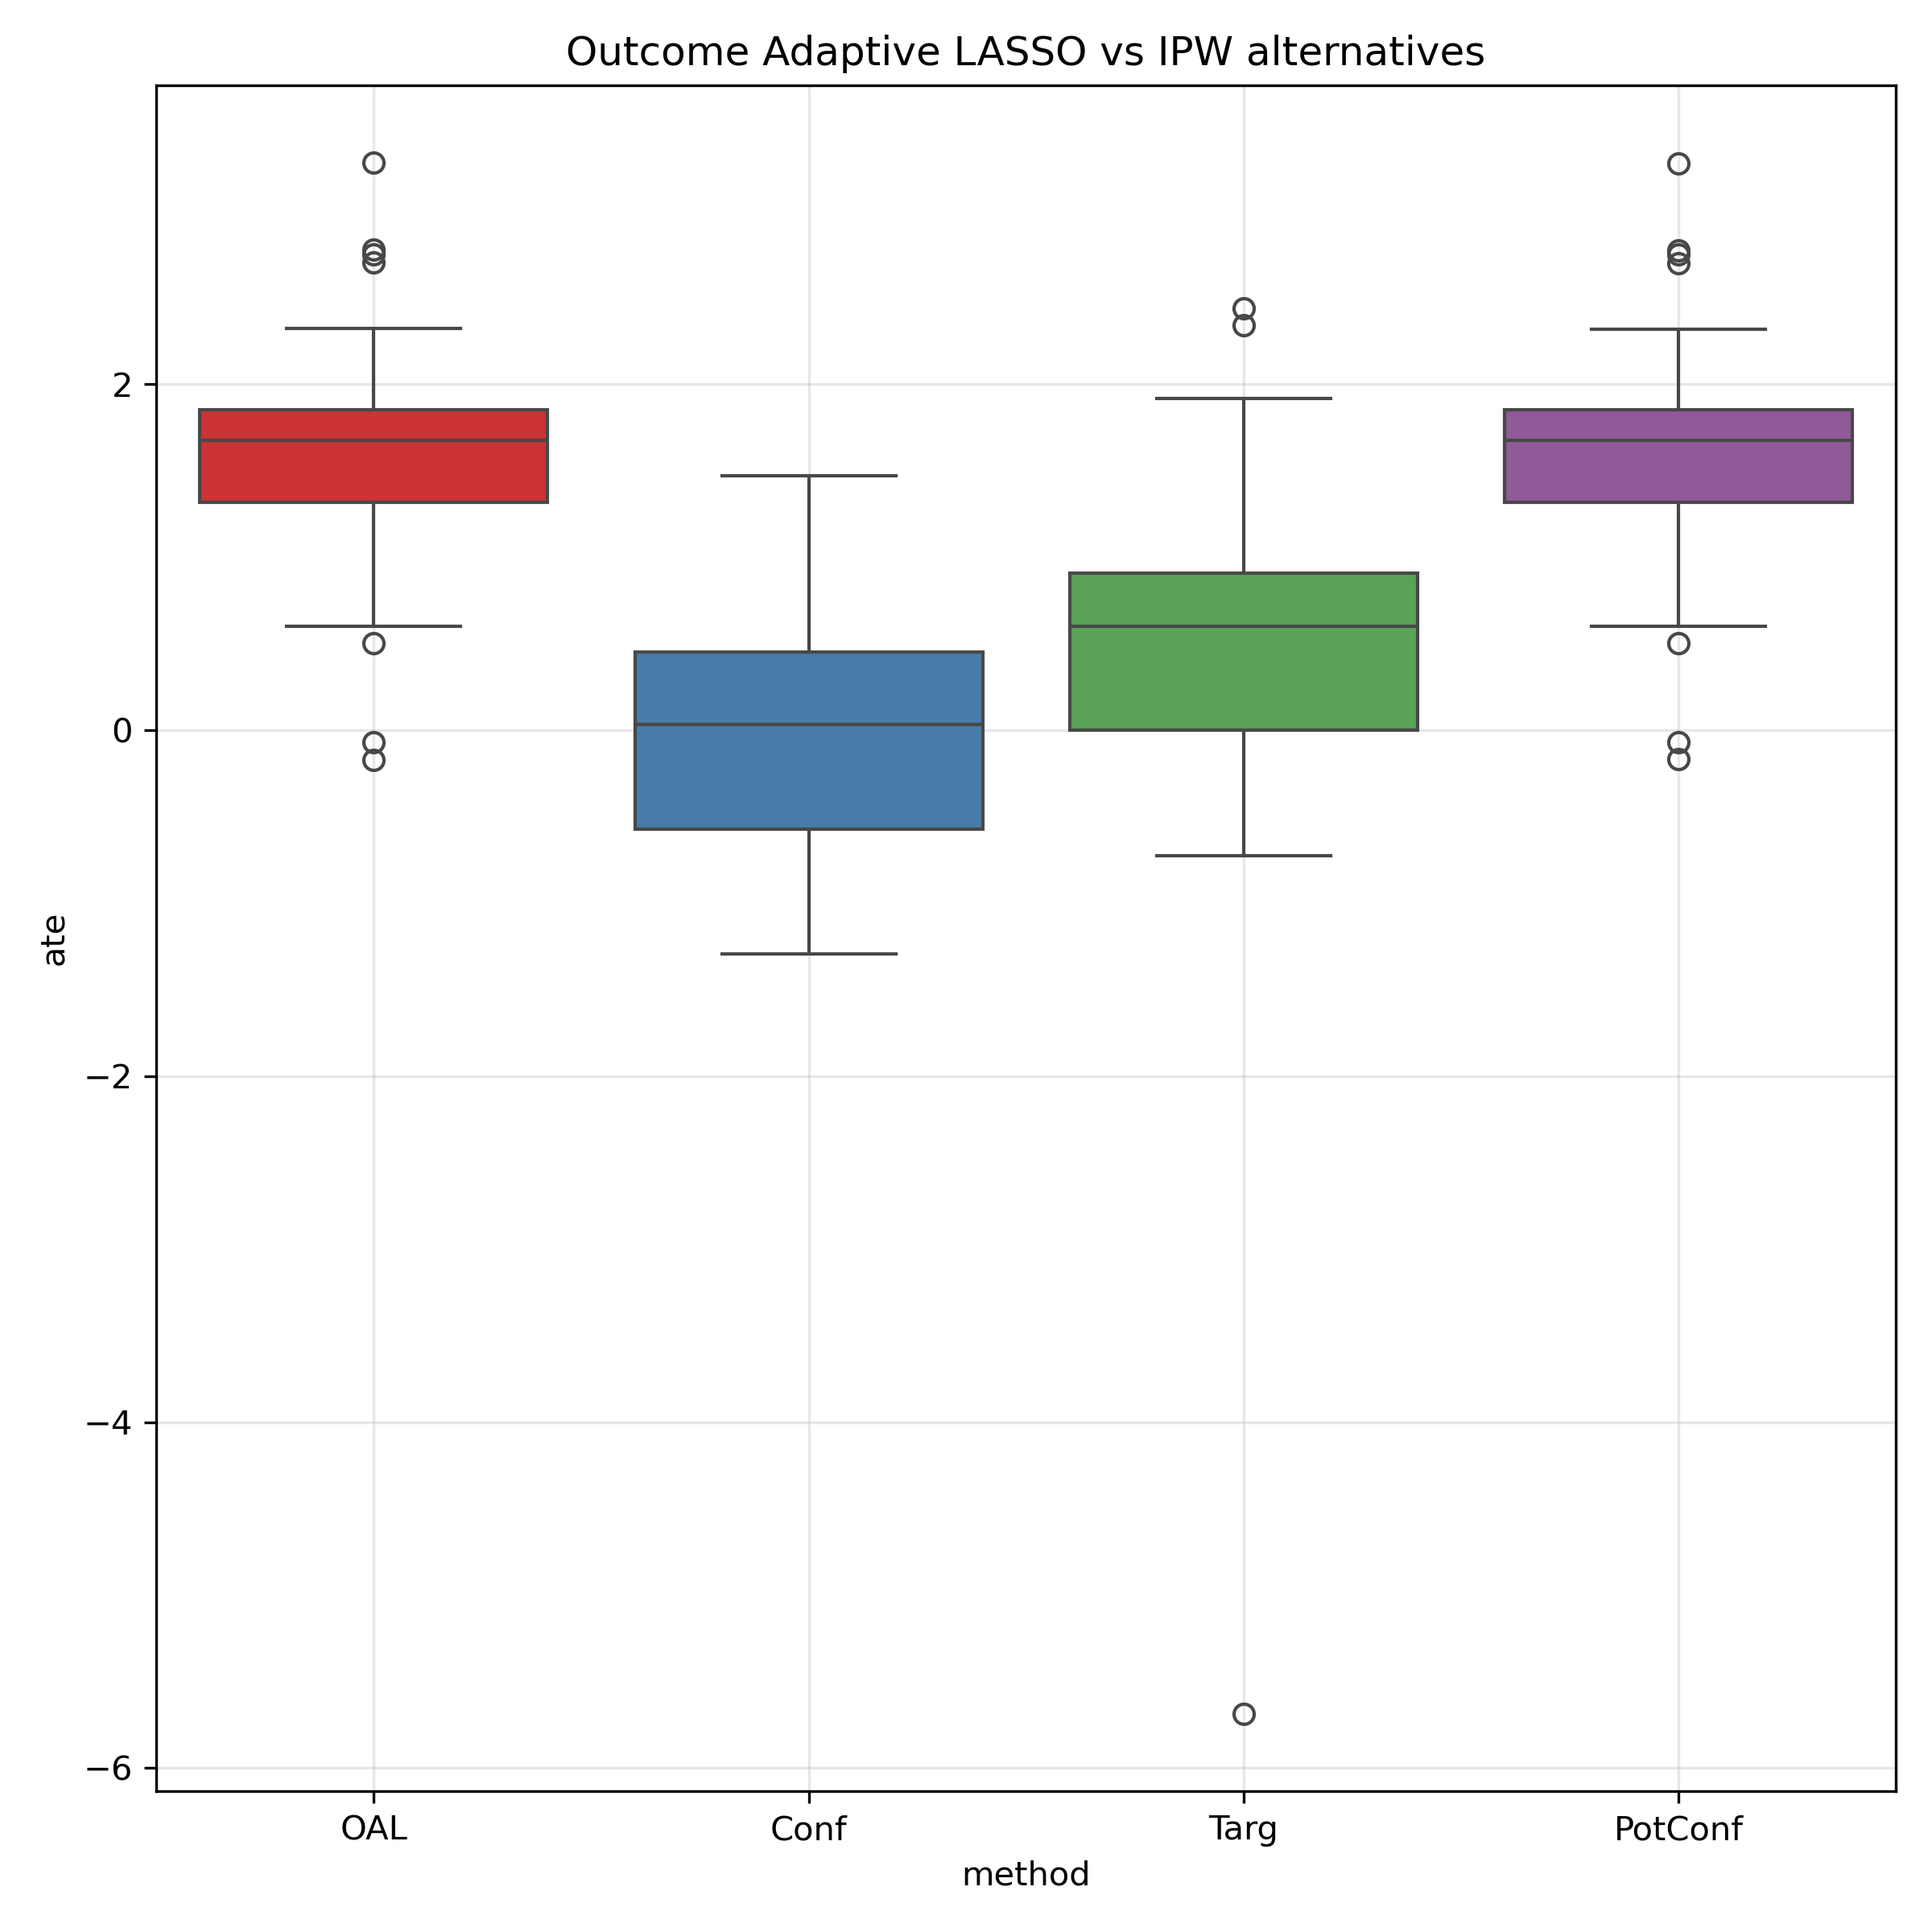 Outcome Adaptive LASSO vs IPW alternatives
2
0
−2
−4
−6
ate
OAL Conf Targ PotConf
method